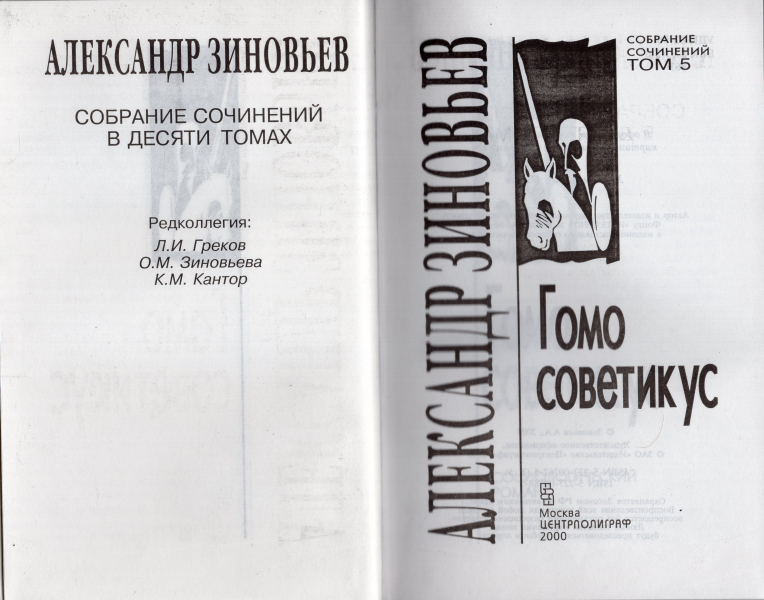 АЛЕКСАНДР ЗИНОВЬЕВ
СОБРАНИЕ СОЧИНЕНИЙ
В ДЕСЯТИ ТОМАХ
Редколлегия:
Л.И. Греков
О.М. Зиновьева
К.М. Кантор
АЛЕКСАНДР ЗИНОВЬЕВ
СОБРАНИЕ
СОЧИНЕНИЙ
ТОМ 5
Гомо
советикус
Москва
ЦЕНТРПОЛИГРАФ
2000